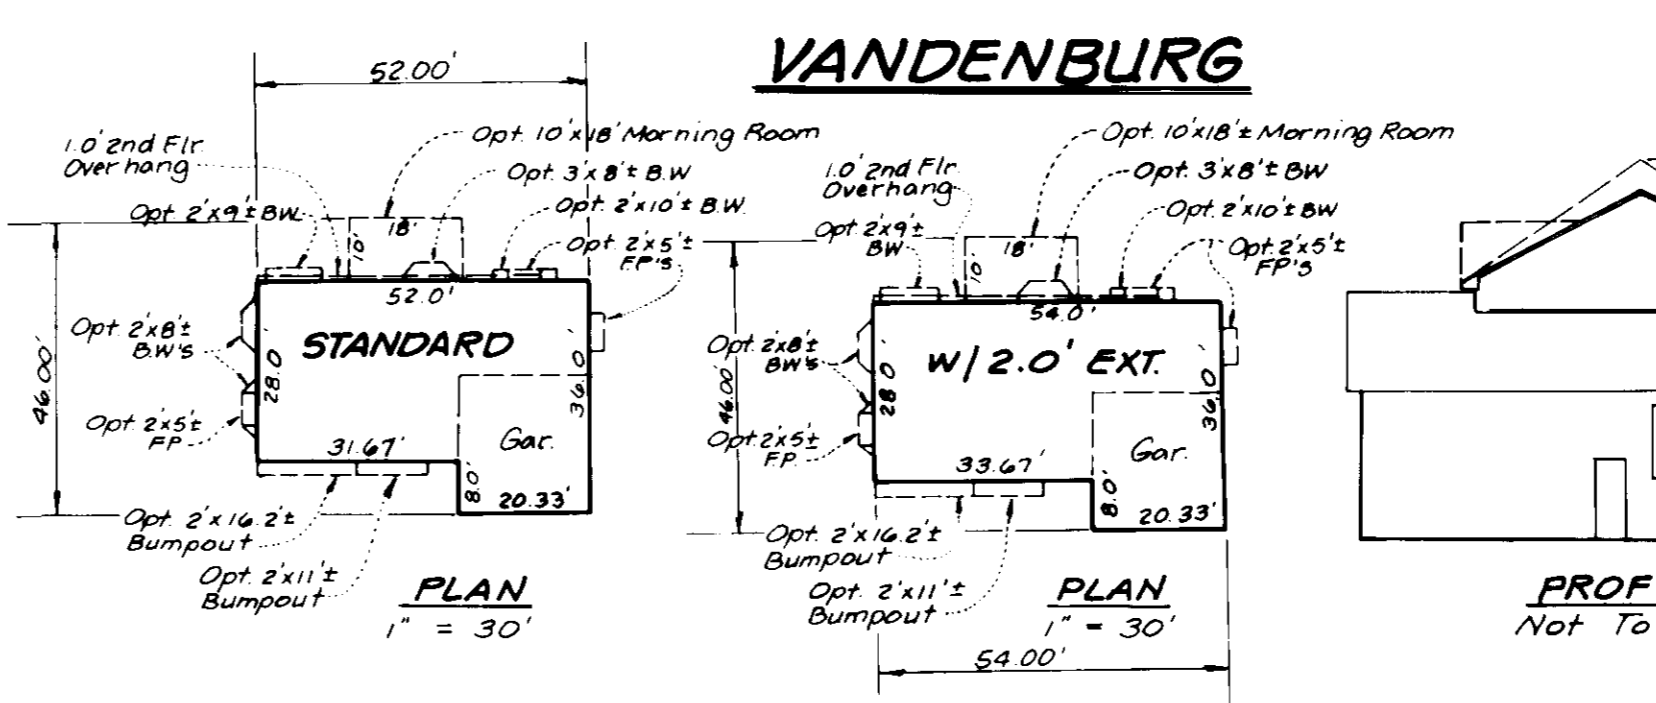 VANDENBURG
52.00'
1.0' 2nd Flr.
Overhang
Opt. 10'x18' Morning Room
Opt. 3'x8'± B.W
Opt. 2'x9'± BW
Opt. 2'x10'± B.W.
Opt. 2'x5'±
F.P.'s
18'
10'
52.0'
STANDARD
46.00'
Opt. 2'x8'±
B.W.'s
28.0'
36.0'
Opt. 2'x5'±
F.P.
31.67'
Gar.
8.0'
20.33'
Opt. 2'x16.2'±
Bumpout
Opt. 2'x11'±
Bumpout
PLAN
1" = 30'
1.0' 2nd Flr.
Overhang
Opt. 10'x18'± Morning Room
Opt. 3'x8'± BW
Opt. 2'x9'±
BW
Opt. 2'x10'± BW
Opt. 2'x5'±
FP's
18'
10'
54.0'
W/2.0' EXT.
46.00'
Opt. 2'x8'±
BW's
28.0'
36.0'
Opt. 2'x5'±
F.P.
33.67'
Gar.
8.0'
20.33'
Opt. 2'x16.2'±
Bumpout
Opt. 2'x11'±
Bumpout
PLAN
1" = 30'
54.00'
PROF
Not To